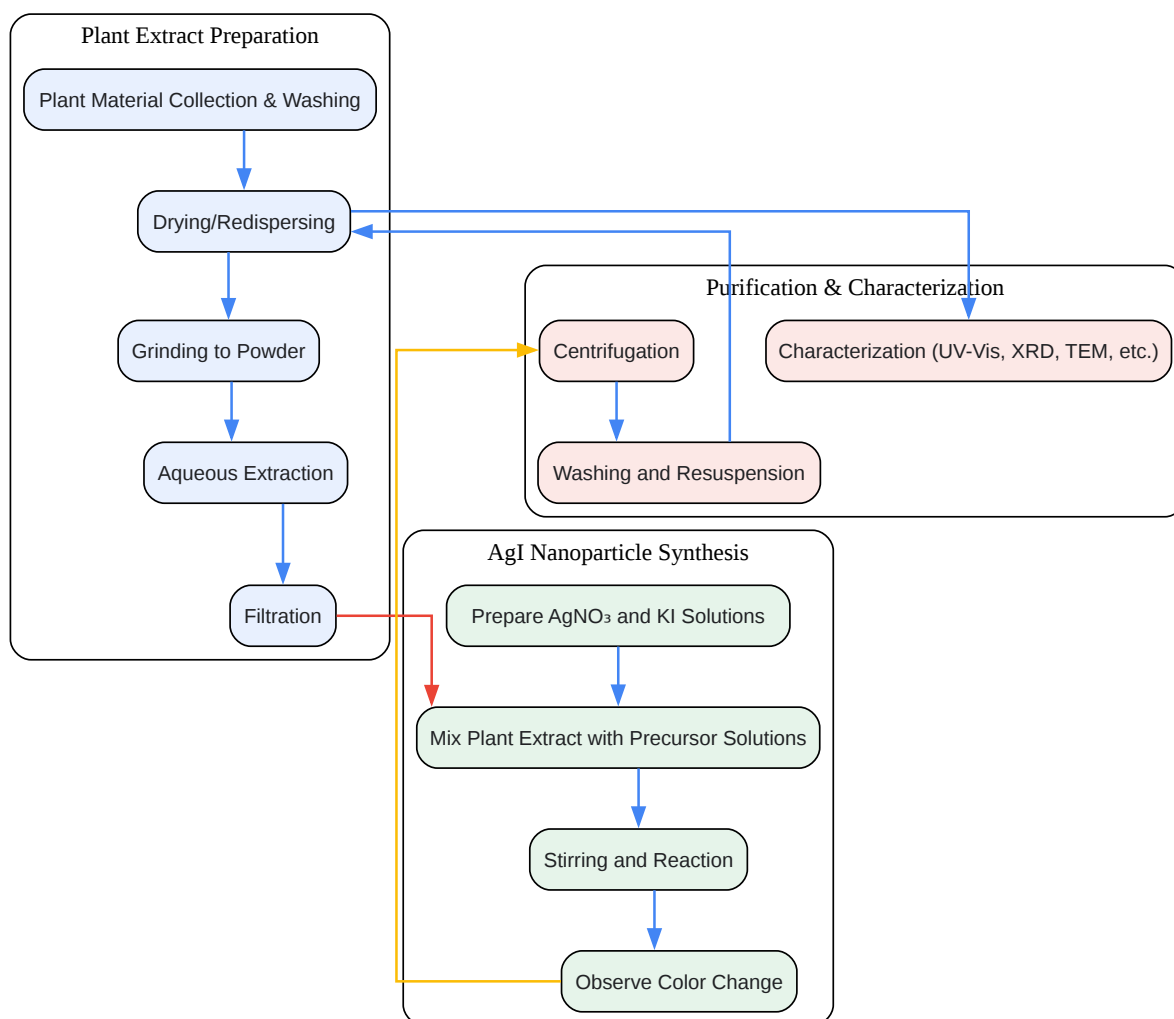 Plant Extract Preparation
Plant Material Collection & Washing
Drying/Redispersing
Grinding to Powder
Aqueous Extraction
Filtration
Purification & Characterization
Centrifugation
Characterization (UV-Vis, XRD, TEM, etc.)
Washing and Resuspension
AgI Nanoparticle Synthesis
Prepare AgNO₃ and KI Solutions
Mix Plant Extract with Precursor Solutions
Stirring and Reaction
Observe Color Change